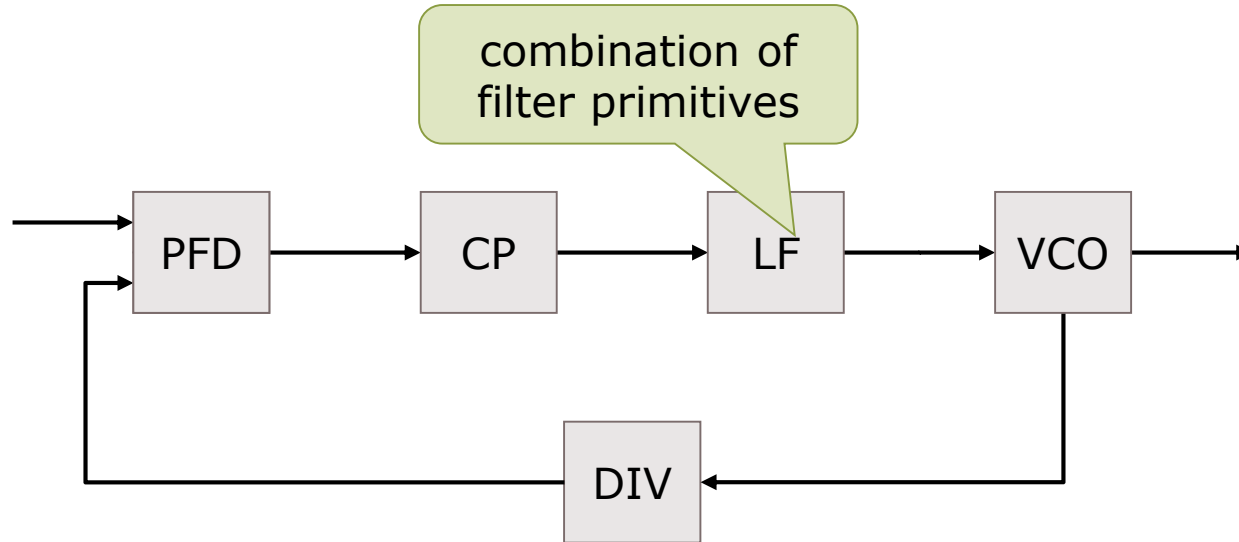 combination of
filter primitives
PFD
CP
LF
VCO
DIV